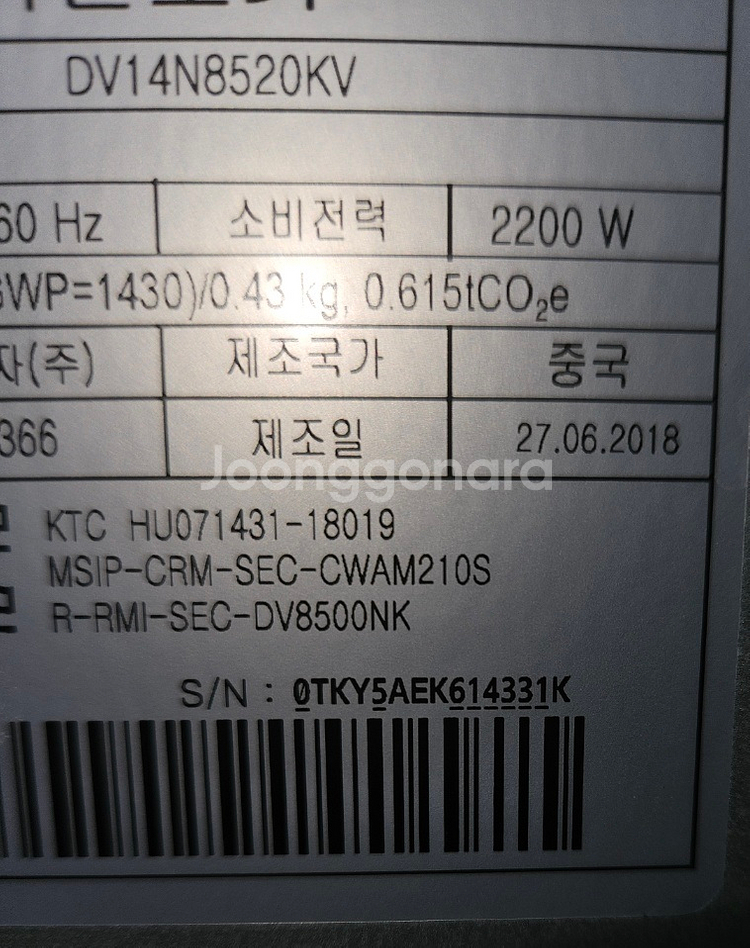 DV14N8520KV
60 Hz 소비전력 2200 W
GWP=1430)/0.43 kg, 0.615tCO₂e
자(주) 제조국가 중국
366 제조일 27.06.2018
Joonggonara
KTC HU071431-18019
MSIP-CRM-SEC-CWAM210S
R-RMI-SEC-DV8500NK
S/N : 0TKY5AEK614331K